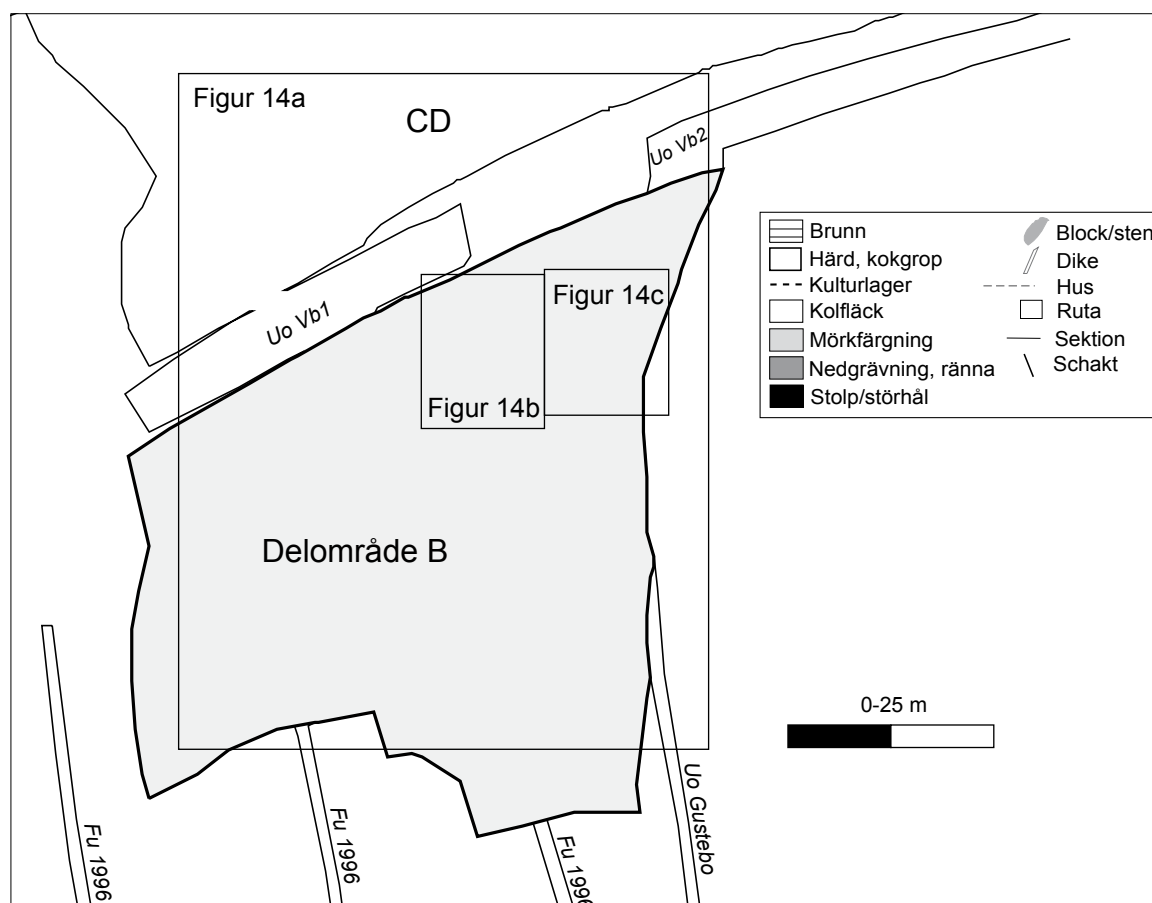 Figur 14a
CD
Uo Vb2
Uo Vb1
Figur 14c
Figur 14b
Delområde B
Brunn
Härd, kokgrop
Kulturlager
Kolfläck
Mörkfärgning
Nedgrävning, ränna
Stolp/störhål
Block/sten
Dike
Hus
Ruta
Sektion
Schakt
0-25 m
Fu 1996
Fu 1996
Fu 1996
Uo Gustebo